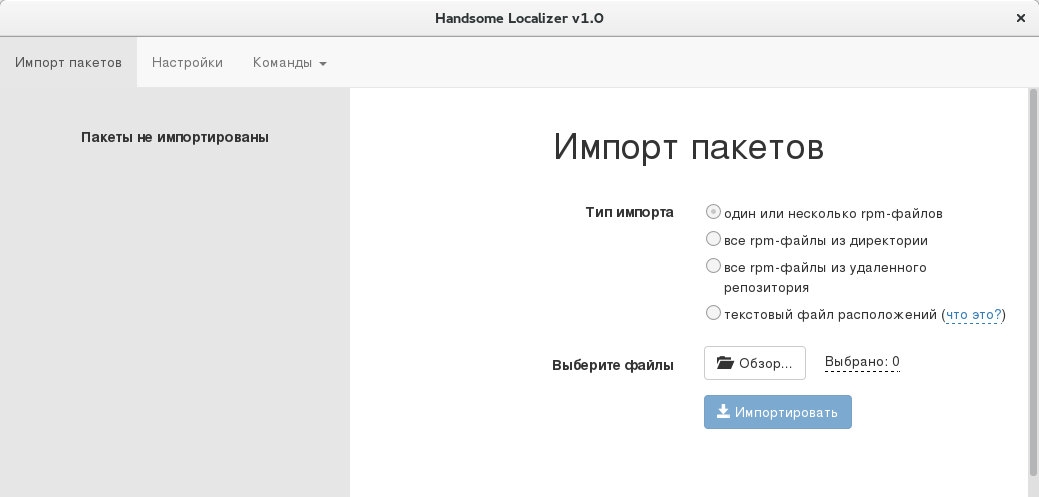 Handsome Localizer v1.0
Импорт пакетов
Настройки
Команды
Пакеты не импортированы
Импорт пакетов
Тип импорта
один или несколько rpm-файлов
все rpm-файлы из директории
все rpm-файлы из удаленного
репозитория
текстовый файл расположений (что это?)
Выберите файлы
Обзор...
Выбрано: 0
Импортировать